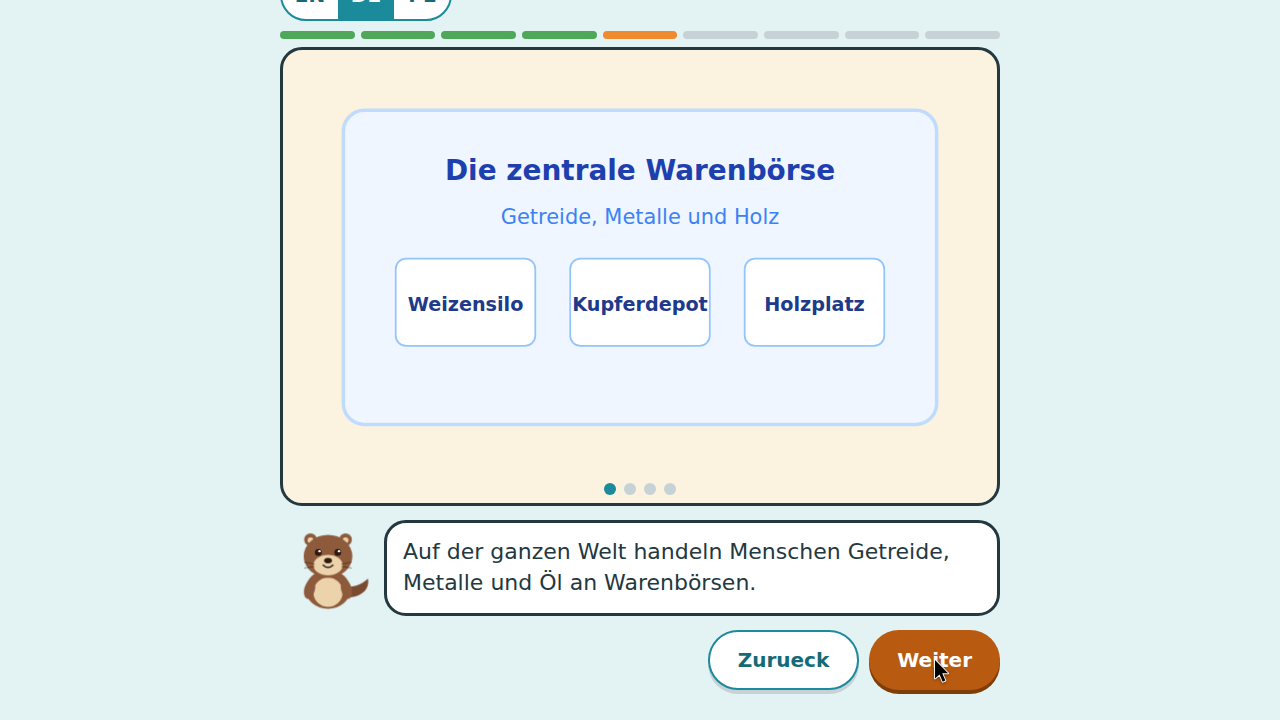 Die zentrale Warenbörse
Getreide, Metalle und Holz
Weizensilo
Kupferdepot
Holzplatz
Auf der ganzen Welt handeln Menschen Getreide,
Metalle und Öl an Warenbörsen.
Zurueck
Weiter